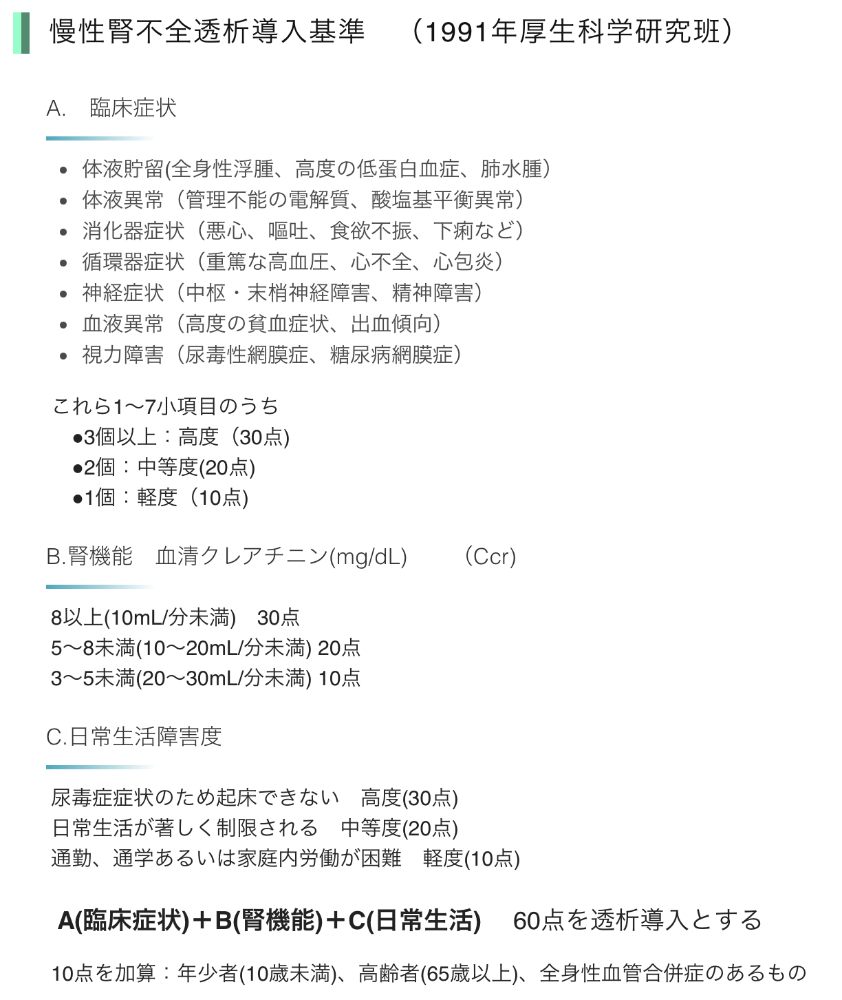 慢性腎不全透析導入基準　（1991年厚生科学研究班）
A.　臨床症状
• 体液貯留(全身性浮腫、高度の低蛋白血症、肺水腫）
• 体液異常（管理不能の電解質、酸塩基平衡異常）
• 消化器症状（悪心、嘔吐、食欲不振、下痢など）
• 循環器症状（重篤な高血圧、心不全、心包炎）
• 神経症状（中枢・末梢神経障害、精神障害）
• 血液異常（高度の貧血症状、出血傾向）
• 視力障害（尿毒性網膜症、糖尿病網膜症）
これら1〜7小項目のうち
●3個以上：高度（30点)
●2個：中等度(20点)
●1個：軽度（10点)
B.腎機能　血清クレアチニン(mg/dL)　　（Ccr)
8以上(10mL/分未満)　30点
5〜8未満(10〜20mL/分未満) 20点
3〜5未満(20〜30mL/分未満) 10点
C.日常生活障害度
尿毒症症状のため起床できない　高度(30点)
日常生活が著しく制限される　中等度(20点)
通勤、通学あるいは家庭内労働が困難　軽度(10点)
A(臨床症状)＋B(腎機能)＋C(日常生活)　60点を透析導入とする
10点を加算：年少者(10歳未満)、高齢者(65歳以上)、全身性血管合併症のあるもの